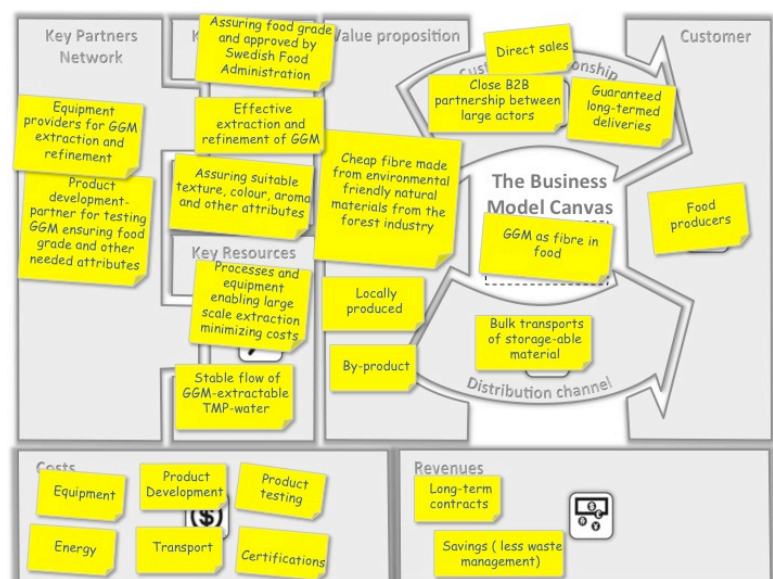 Key Partners
Network
Equipment
providers for GGM
extraction and
refinement
Product
development-
partner for testing
GGM ensuring food
grade and other
needed attributes
K
Assuring food grade
and approved by
Swedish Food
Administration
Effective
extraction and
refinement of GGM
Assuring suitable
texture, colour, aroma
and other attributes
Key Resources
Processes and
equipment
enabling large
scale extraction
minimizing costs
Stable flow of
GGM-extractable
TMP-water
Value proposition
Cheap fibre made
from environmental
friendly natural
materials from the
forest industry
Locally
produced
By-product
Direct sales
Close B2B
partnership between
large actors
Guaranteed
long-termed
deliveries
The Business
Model Canvas
GGM as fibre in
food
Bulk transports
of storage-able
material
Distribution channel
Customer
Food
producers
Costs
Equipment
Product
Development
Product
testing
Energy
Transport
Certifications
($)
Revenues
Long-term
contracts
Savings ( less waste
management)